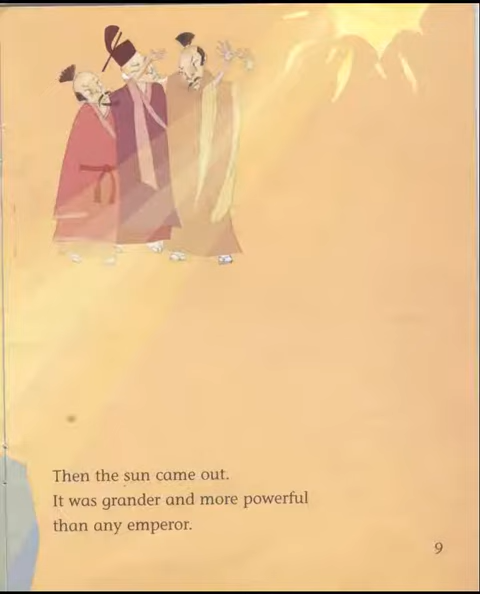 Then the sun came out.
It was grander and more powerful
than any emperor.
9